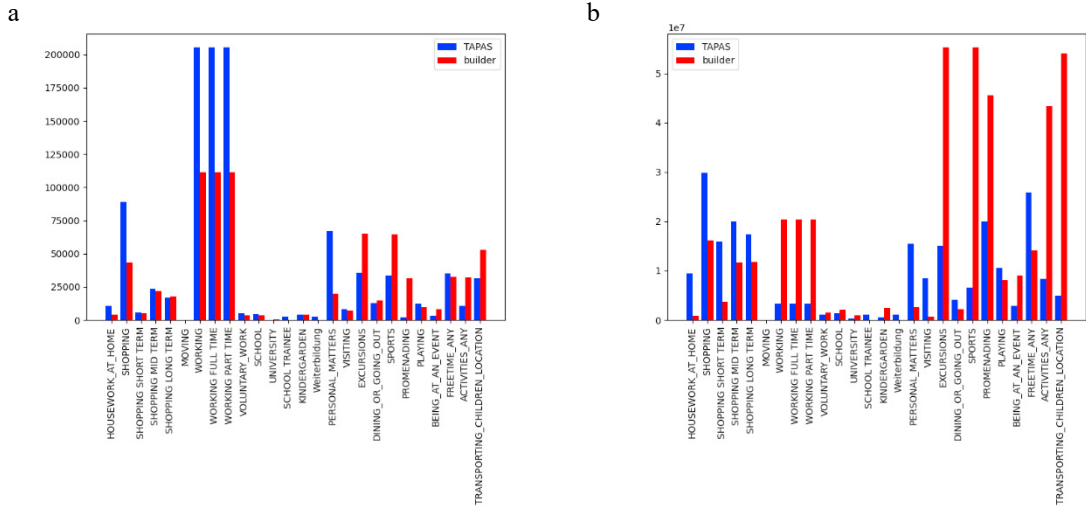 a
200000
175000
150000
125000
100000
75000
50000
25000
0
TAPAS
builder
HOUSEWORK_AT_HOME
SHOPPING
SHOPPING SHORT TERM
SHOPPING MID TERM
SHOPPING LONG TERM
MOVING
WORKING
WORKING FULL TIME
WORKING PART TIME
VOLUNTARY_WORK
SCHOOL
UNIVERSITY
SCHOOL TRAINEE
KINDERGARDEN
Weiterbildung
PERSONAL_MATTERS
VISITING
EXCURSIONS
DINING_OR_GOING_OUT
SPORTS
PROMENADING
PLAYING
BEING_AT_AN_EVENT
FREETIME_ANY
ACTIVITIES_ANY
TRANSPORTING_CHILDREN_LOCATION
b
1e7
5
4
3
2
1
0
TAPAS
builder
HOUSEWORK_AT_HOME
SHOPPING
SHOPPING SHORT TERM
SHOPPING MID TERM
SHOPPING LONG TERM
MOVING
WORKING
WORKING FULL TIME
WORKING PART TIME
VOLUNTARY_WORK
SCHOOL
UNIVERSITY
SCHOOL TRAINEE
KINDERGARDEN
Weiterbildung
PERSONAL_MATTERS
VISITING
EXCURSIONS
DINING_OR_GOING_OUT
SPORTS
PROMENADING
PLAYING
BEING_AT_AN_EVENT
FREETIME_ANY
ACTIVITIES_ANY
TRANSPORTING_CHILDREN_LOCATION